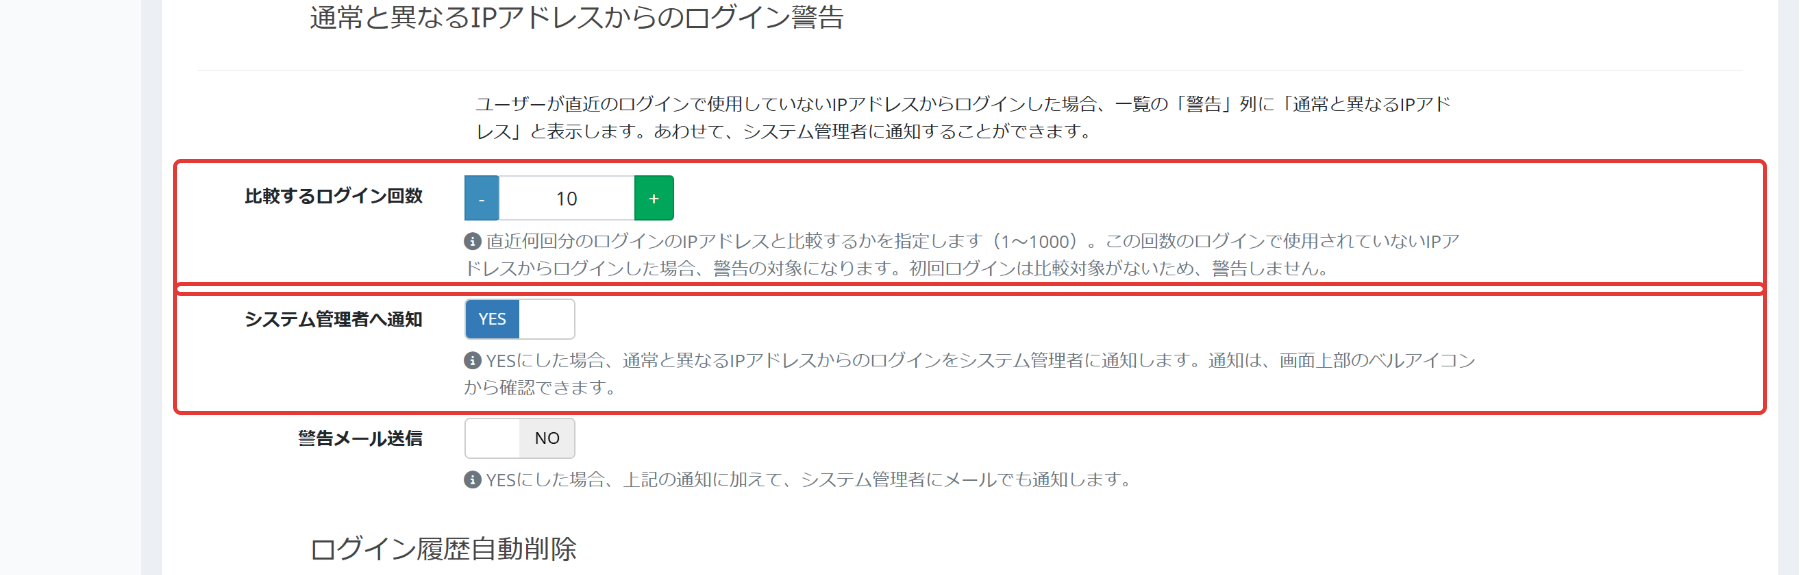 通常と異なるIPアドレスからのログイン警告
ユーザーが直近のログインで使用していないIPアドレスからログインした場合、一覧の「警告」列に「通常と異なるIPアド
レス」と表示します。あわせて、システム管理者に通知することができます。
比較するログイン回数
- 10 +
直近何回分のログインのIPアドレスと比較するかを指定します（1～1000）。この回数のログインで使用されていないIPア
ドレスからログインした場合、警告の対象になります。初回ログインは比較対象がないため、警告しません。
システム管理者へ通知
YES
YESにした場合、通常と異なるIPアドレスからのログインをシステム管理者に通知します。通知は、画面上部のベルアイコン
から確認できます。
警告メール送信
NO
YESにした場合、上記の通知に加えて、システム管理者にメールでも通知します。
ログイン履歴自動削除